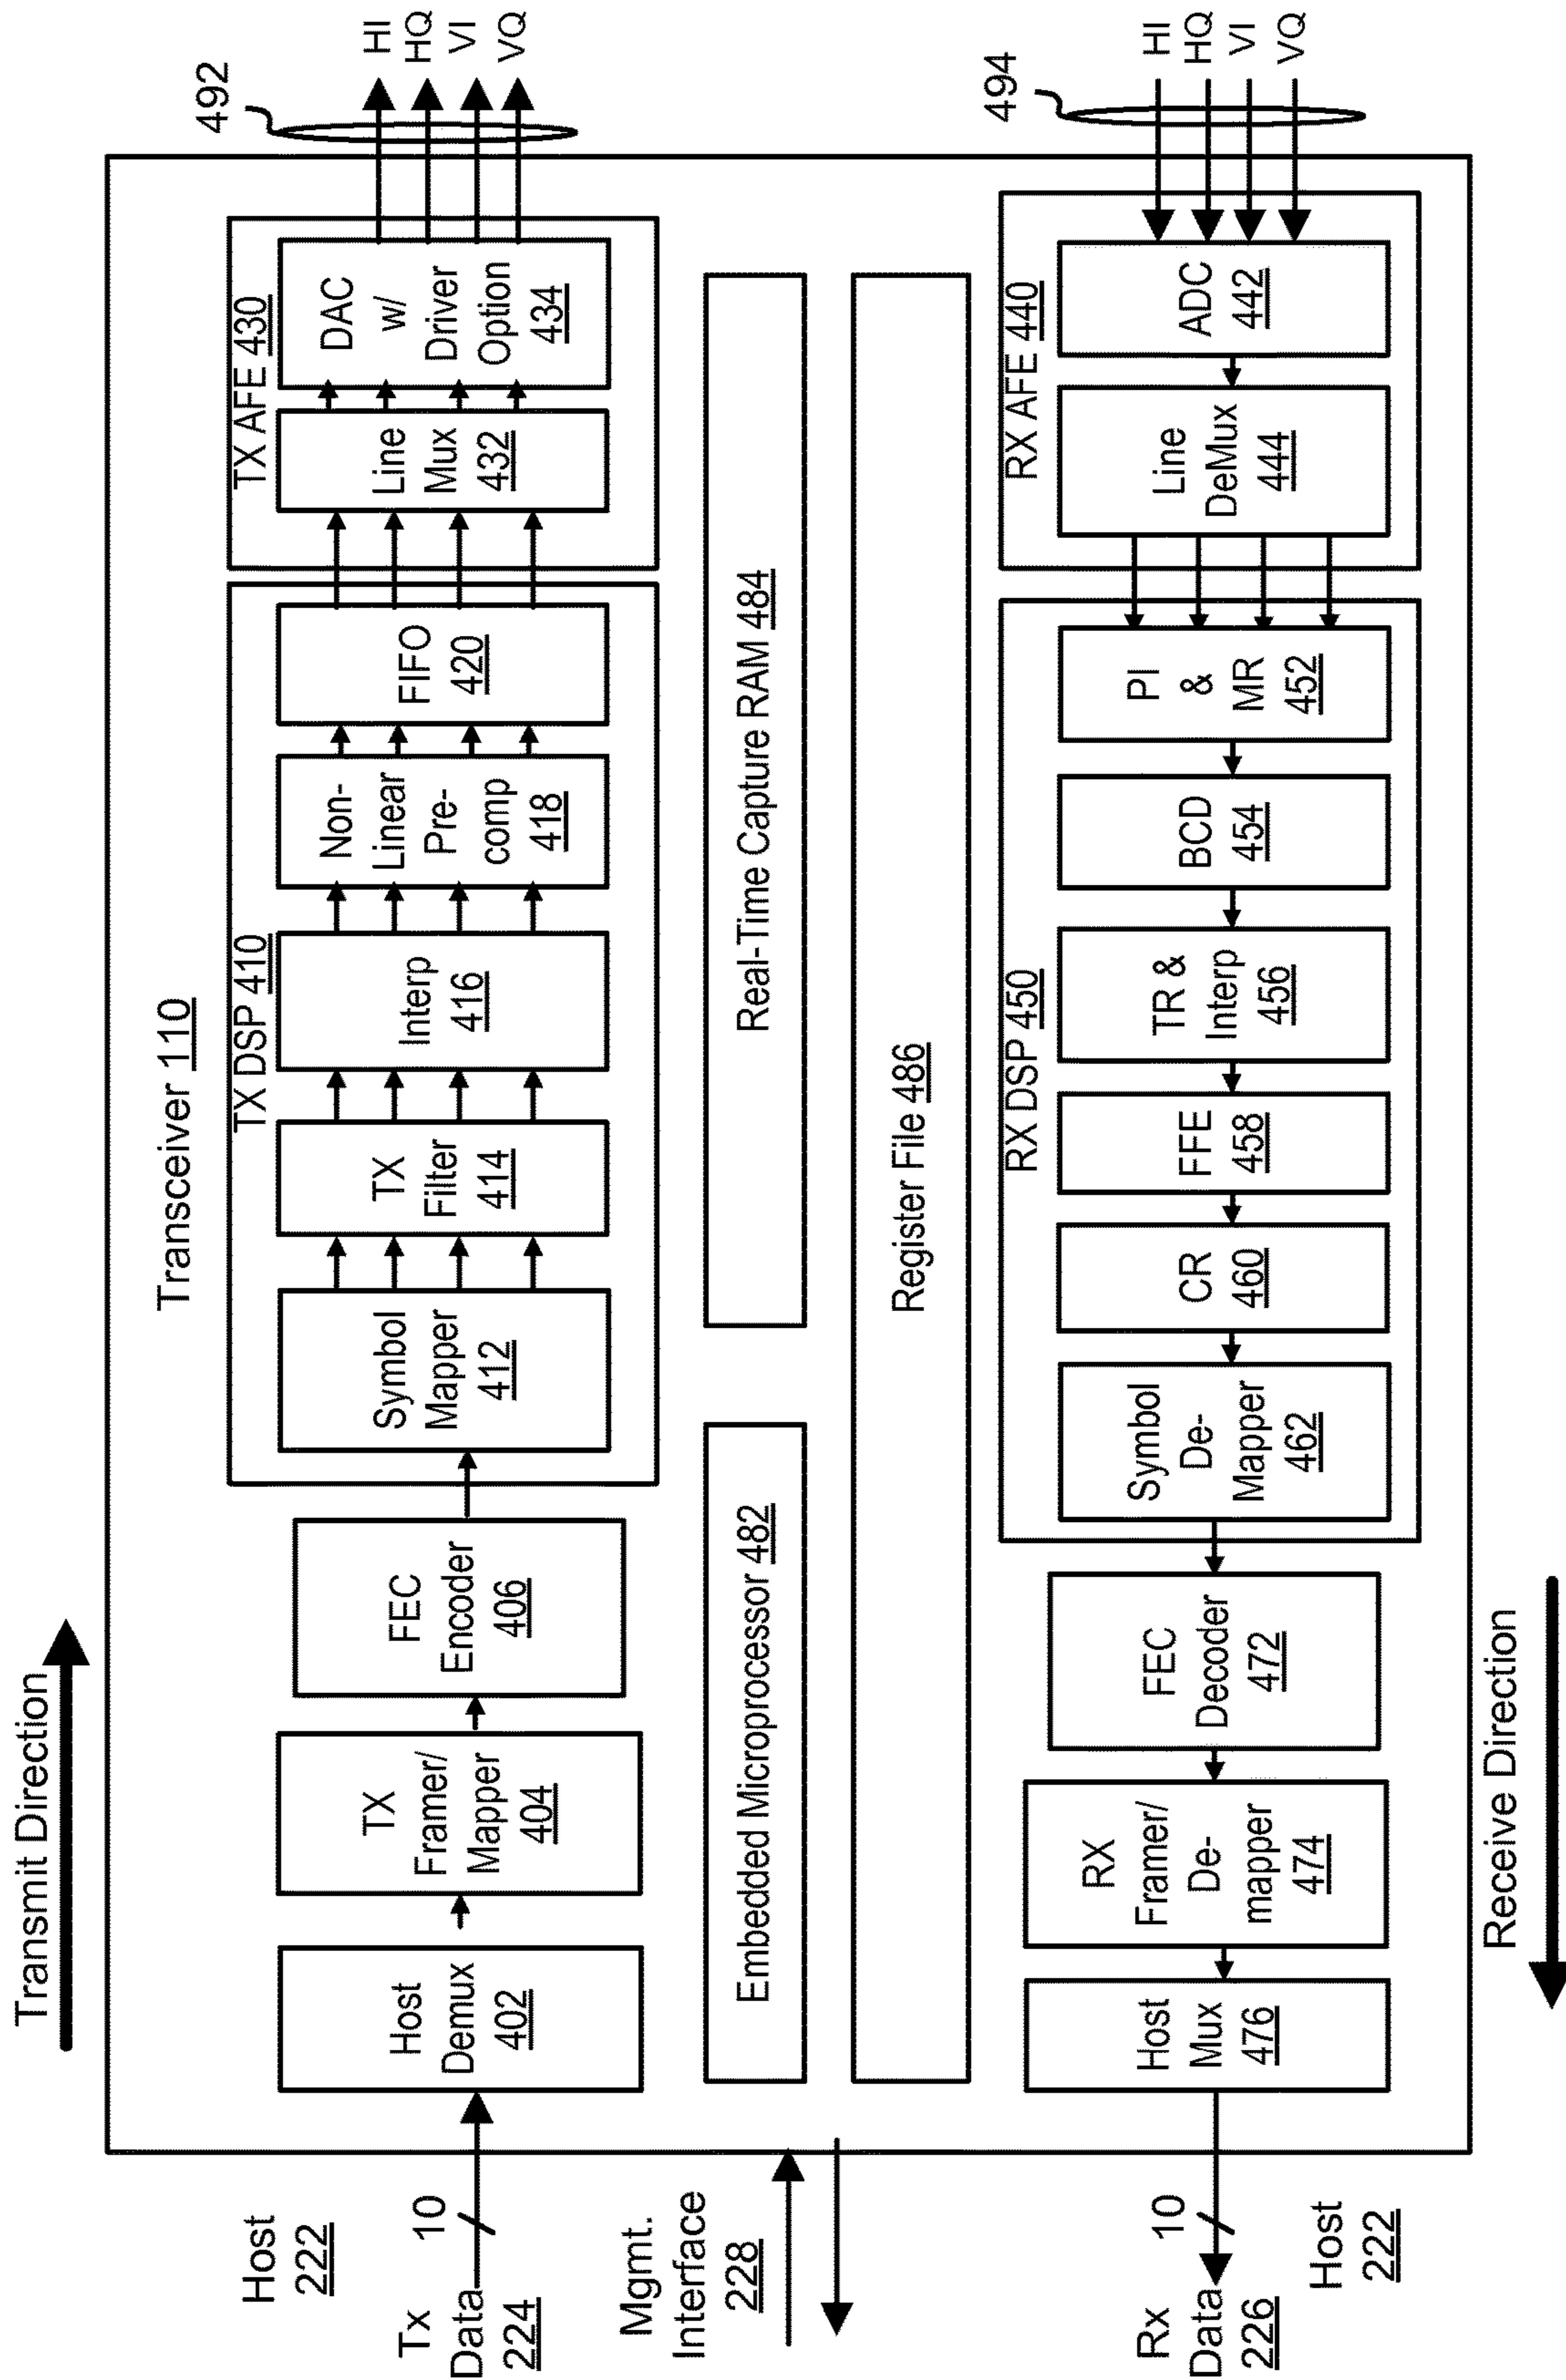 Transmit Direction
Host
222
Tx
Data
224
10
Mgmt.
Interface
228
Rx
Data
226
10
Host
222
Transceiver 110
Host
Demux
402
TX
Framer/
Mapper
404
FEC
Encoder
406
TX DSP 410
Symbol
Mapper
412
TX
Filter
414
Interp
416
Non-
Linear
Pre-
comp
418
FIFO
420
TX AFE 430
Line
Mux
432
DAC
w/
Driver
Option
434
492
HI
HQ
VI
VQ
Embedded Microprocessor 482
Real-Time Capture RAM 484
Register File 486
Host
Mux
476
RX
Framer/
De-
mapper
474
FEC
Decoder
472
RX DSP 450
Symbol
De-
Mapper
462
CR
460
FFE
458
TR &
Interp
456
BCD
454
PI
&
MR
452
RX AFE 440
Line
DeMux
444
ADC
442
494
HI
HQ
VI
VQ
Receive Direction